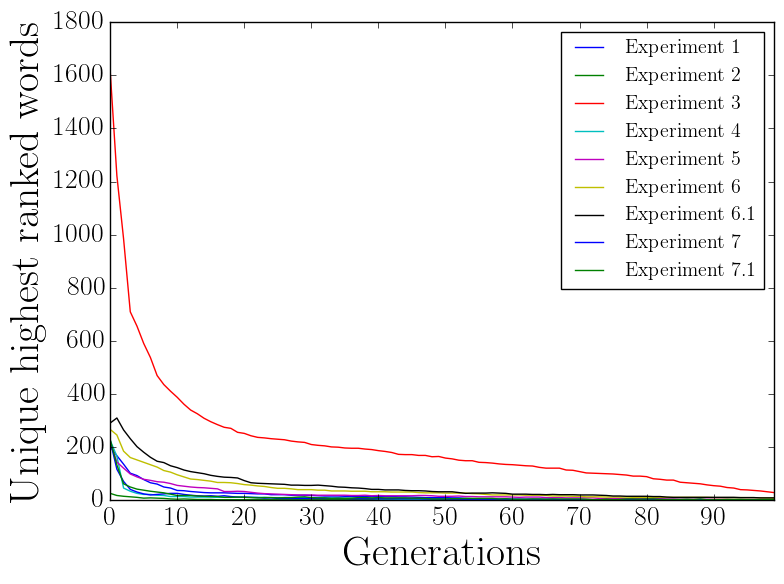 Unique highest ranked words
1800
1600
1400
1200
1000
800
600
400
200
0
0 10 20 30 40 50 60 70 80 90
Generations
Experiment 1
Experiment 2
Experiment 3
Experiment 4
Experiment 5
Experiment 6
Experiment 6.1
Experiment 7
Experiment 7.1